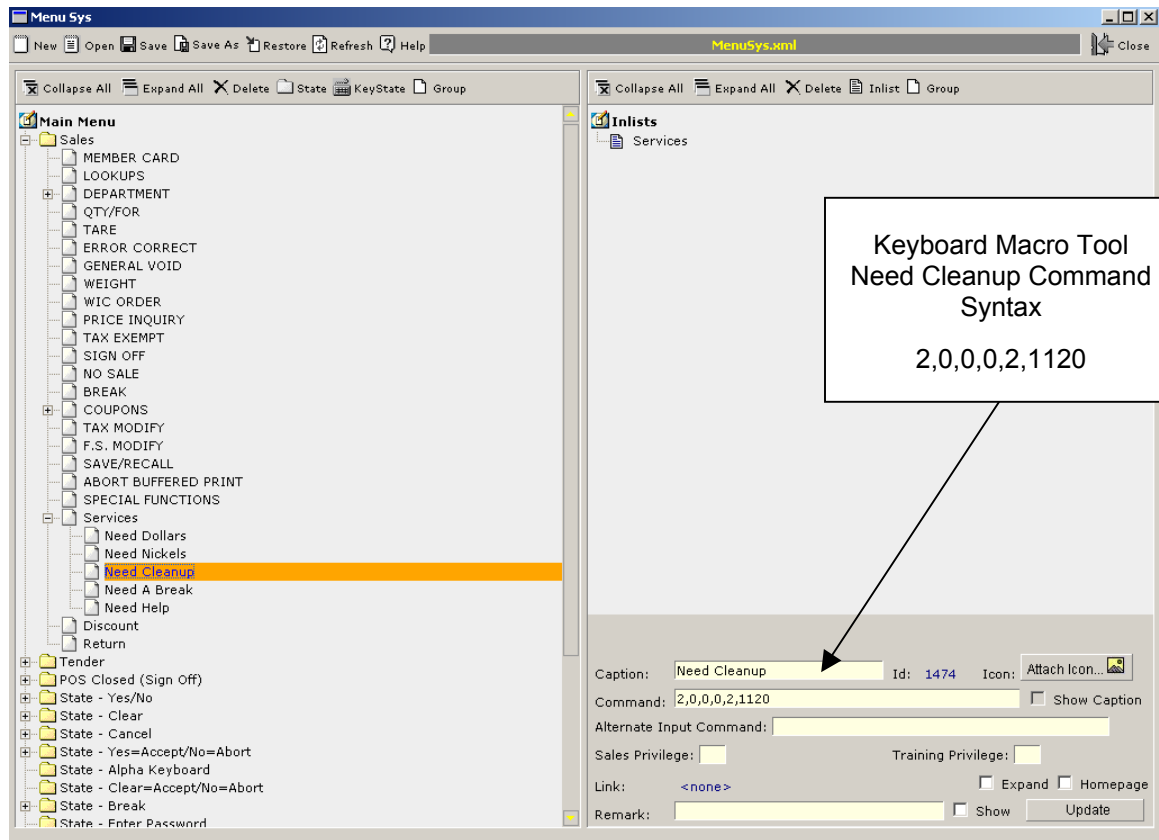 Menu Sys
New Open Save Save As Restore Refresh Help MenuSys.xml Close
Collapse All Expand All Delete State KeyState Group
Main Menu
Sales
MEMBER CARD
LOOKUPS
DEPARTMENT
QTY/FOR
TARE
ERROR CORRECT
GENERAL VOID
WEIGHT
WIC ORDER
PRICE INQUIRY
TAX EXEMPT
SIGN OFF
NO SALE
BREAK
COUPONS
TAX MODIFY
F.S. MODIFY
SAVE/RECALL
ABORT BUFFERED PRINT
SPECIAL FUNCTIONS
Services
Need Dollars
Need Nickels
Need Cleanup
Need A Break
Need Help
Discount
Return
Tender
POS Closed (Sign Off)
State - Yes/No
State - Clear
State - Cancel
State - Yes=Accept/No=Abort
State - Alpha Keyboard
State - Clear=Accept/No=Abort
State - Break
State - Enter Password
Collapse All Expand All Delete Inlist Group
Inlists
Services
Keyboard Macro Tool
Need Cleanup Command
Syntax
2,0,0,0,2,1120
Caption: Need Cleanup Id: 1474 Icon: Attach Icon...
Command: 2,0,0,0,2,1120 Show Caption
Alternate Input Command:
Sales Privilege: Training Privilege:
Link: <none> Expand Homepage
Remark: Show Update